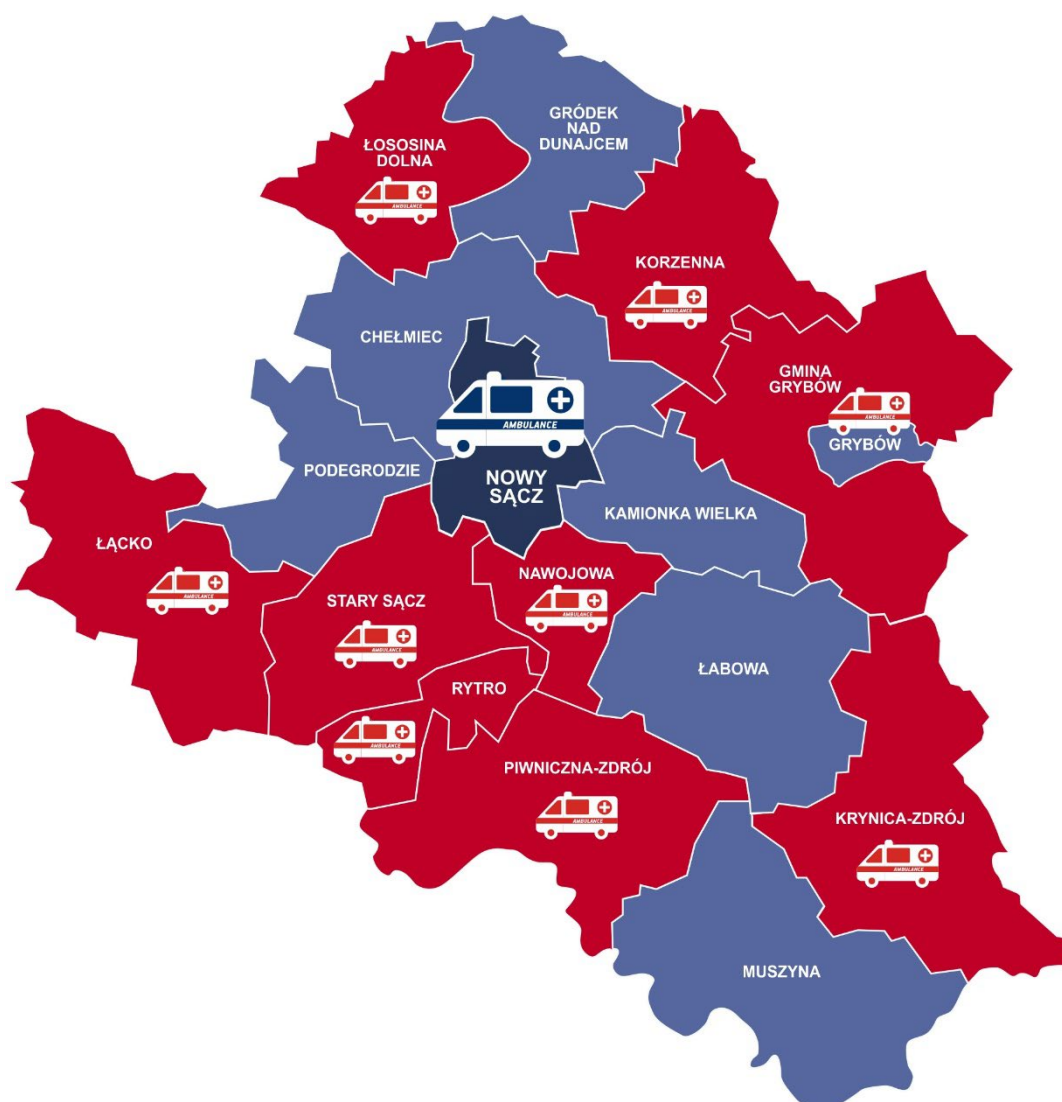 GRÓDEK
NAD
DUNAJCEM
ŁOSOSINA
DOLNA
AMBULANCE
KORZENNA
AMBULANCE
CHEŁMIEC
GMINA
GRYBÓW
AMBULANCE
AMBULANCE
GRYBÓW
PODEGRODZIE
NOWY
SĄCZ
KAMIONKA WIELKA
ŁĄCKO
AMBULANCE
NAWOJOWA
AMBULANCE
STARY SĄCZ
AMBULANCE
ŁABOWA
RYTRO
AMBULANCE
PIWNICZNA-ZDRÓJ
AMBULANCE
KRYNICA-ZDRÓJ
AMBULANCE
MUSZYNA